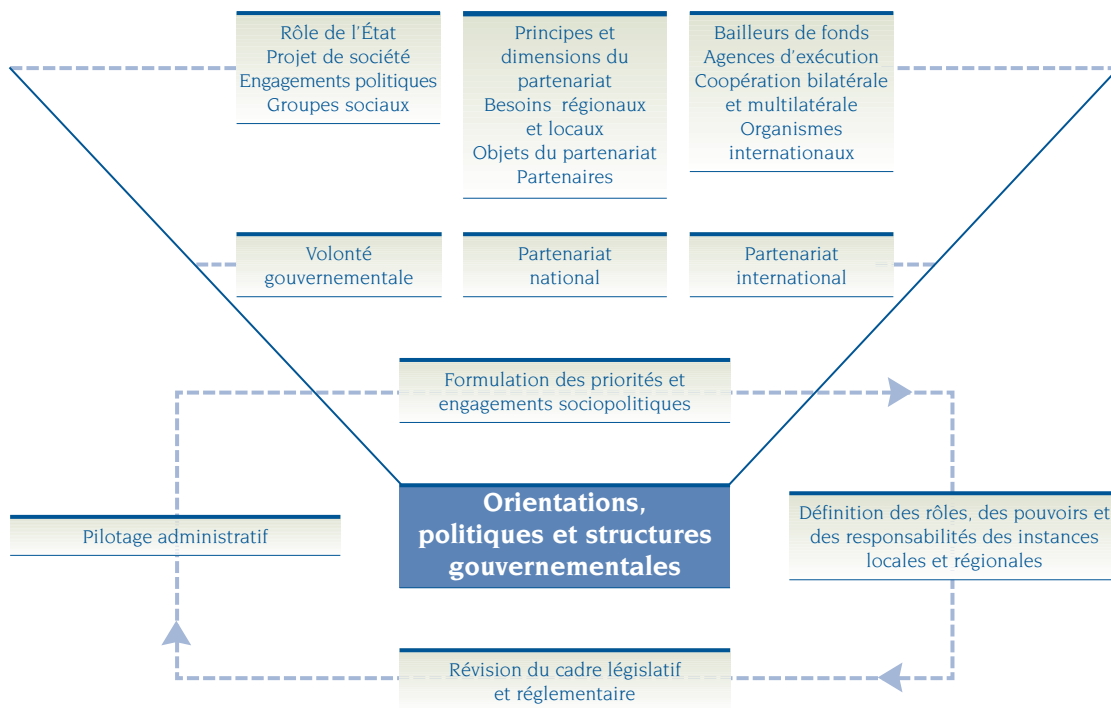 Rôle de l'État
Projet de société
Engagements politiques
Groupes sociaux
Principes et
dimensions du
partenariat
Besoins régionaux
et locaux
Objets du partenariat
Partenaires
Bailleurs de fonds
Agences d'exécution
Coopération bilatérale
et multilatérale
Organismes
internationaux
Volonté
gouvernementale
Partenariat
national
Partenariat
international
Formulation des priorités et
engagements sociopolitiques
Orientations,
politiques et structures
gouvernementales
Pilotage administratif
Définition des rôles, des pouvoirs et
des responsabilités des instances
locales et régionales
Révision du cadre législatif
et réglementaire